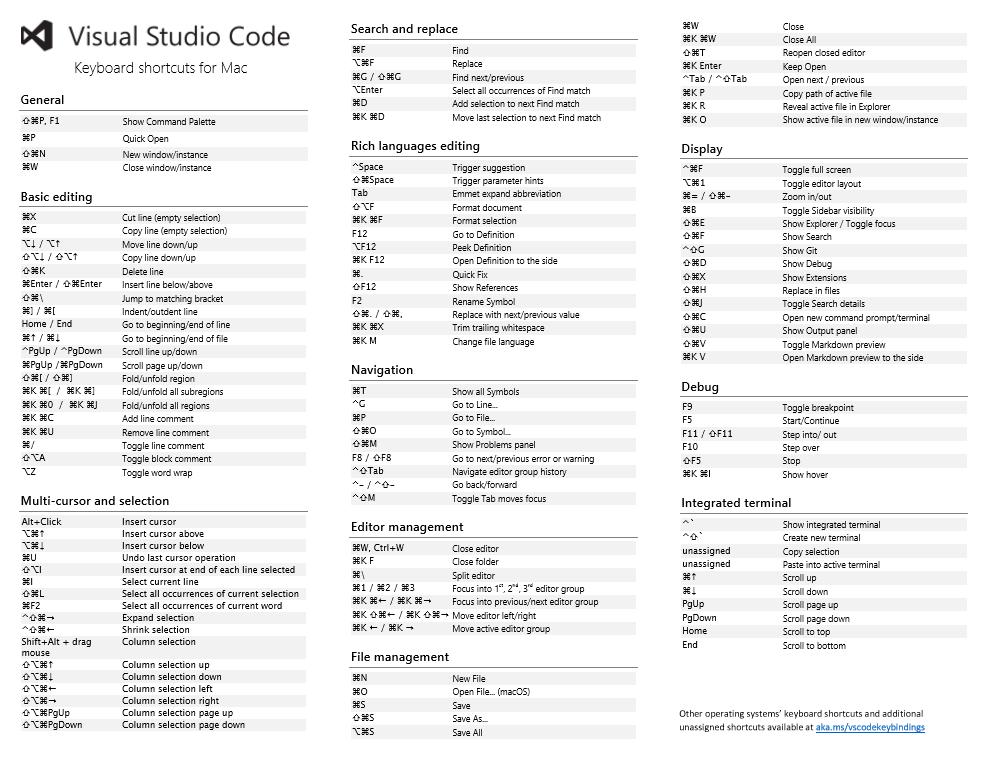 Visual Studio Code
Keyboard shortcuts for Mac
General
⇧⌘P, F1 Show Command Palette
⌘P Quick Open
⇧⌘N New window/instance
⌘W Close window/instance
Basic editing
⌘X Cut line (empty selection)
⌘C Copy line (empty selection)
⌥↓ / ⌥↑ Move line down/up
⇧⌥↓ / ⇧⌥↑ Copy line down/up
⇧⌘K Delete line
⌘Enter / ⇧⌘Enter Insert line below/above
⇧⌘\ Jump to matching bracket
⌘] / ⌘[ Indent/outdent line
Home / End Go to beginning/end of line
⌘↑ / ⌘↓ Go to beginning/end of file
^PgUp / ^PgDown Scroll line up/down
⌘PgUp /⌘PgDown Scroll page up/down
⇧⌘[ / ⇧⌘] Fold/unfold region
⌘K ⌘[ / ⌘K ⌘] Fold/unfold all subregions
⌘K ⌘0 / ⌘K ⌘J Fold/unfold all regions
⌘K ⌘C Add line comment
⌘K ⌘U Remove line comment
⌘/ Toggle line comment
⇧⌥A Toggle block comment
⌥Z Toggle word wrap
Multi-cursor and selection
Alt+Click Insert cursor
⌥⌘↑ Insert cursor above
⌥⌘↓ Insert cursor below
⌘U Undo last cursor operation
⇧⌥I Insert cursor at end of each line selected
⌘I Select current line
⇧⌘L Select all occurrences of current selection
⌘F2 Select all occurrences of current word
^⇧⌘→ Expand selection
^⇧⌘← Shrink selection
Shift+Alt + drag Column selection
mouse
⇧⌥⌘↑ Column selection up
⇧⌥⌘↓ Column selection down
⇧⌥⌘← Column selection left
⇧⌥⌘→ Column selection right
⇧⌥⌘PgUp Column selection page up
⇧⌥⌘PgDown Column selection page down
Search and replace
⌘F Find
⌥⌘F Replace
⌘G / ⇧⌘G Find next/previous
⌥Enter Select all occurrences of Find match
⌘D Add selection to next Find match
⌘K ⌘D Move last selection to next Find match
Rich languages editing
^Space Trigger suggestion
⇧⌘Space Trigger parameter hints
Tab Emmet expand abbreviation
⇧⌥F Format document
⌘K ⌘F Format selection
F12 Go to Definition
⌥F12 Peek Definition
⌘K F12 Open Definition to the side
⌘. Quick Fix
⇧F12 Show References
F2 Rename Symbol
⇧⌘. / ⇧⌘, Replace with next/previous value
⌘K ⌘X Trim trailing whitespace
⌘K M Change file language
Navigation
⌘T Show all Symbols
^G Go to Line...
⌘P Go to File...
⇧⌘O Go to Symbol...
⇧⌘M Show Problems panel
F8 / ⇧F8 Go to next/previous error or warning
^⇧Tab Navigate editor group history
^- / ^⇧- Go back/forward
^⇧M Toggle Tab moves focus
Editor management
⌘W, Ctrl+W Close editor
⌘K F Close folder
⌘\ Split editor
⌘1 / ⌘2 / ⌘3 Focus into 1st, 2nd, 3rd editor group
⌘K ⌘← / ⌘K ⌘→ Focus into previous/next editor group
⌘K ⇧⌘← / ⌘K ⇧⌘→ Move editor left/right
⌘K ← / ⌘K → Move active editor group
File management
⌘N New File
⌘O Open File... (macOS)
⌘S Save
⇧⌘S Save As...
⌥⌘S Save All
⌘W Close
⌘K ⌘W Close All
⇧⌘T Reopen closed editor
⌘K Enter Keep Open
^Tab / ^⇧Tab Open next / previous
⌘K P Copy path of active file
⌘K R Reveal active file in Explorer
⌘K O Show active file in new window/instance
Display
^⌘F Toggle full screen
⌥⌘1 Toggle editor layout
⌘= / ⇧⌘- Zoom in/out
⌘B Toggle Sidebar visibility
⇧⌘E Show Explorer / Toggle focus
⇧⌘F Show Search
^⇧G Show Git
⇧⌘D Show Debug
⇧⌘X Show Extensions
⇧⌘H Replace in files
⇧⌘J Toggle Search details
⇧⌘C Open new command prompt/terminal
⇧⌘U Show Output panel
⇧⌘V Toggle Markdown preview
⌘K V Open Markdown preview to the side
Debug
F9 Toggle breakpoint
F5 Start/Continue
F11 / ⇧F11 Step into/ out
F10 Step over
⇧F5 Stop
⌘K ⌘I Show hover
Integrated terminal
^` Show integrated terminal
^⇧` Create new terminal
unassigned Copy selection
unassigned Paste into active terminal
⌘↑ Scroll up
⌘↓ Scroll down
PgUp Scroll page up
PgDown Scroll page down
Home Scroll to top
End Scroll to bottom
Other operating systems' keyboard shortcuts and additional
unassigned shortcuts available at aka.ms/vscodekeybindings